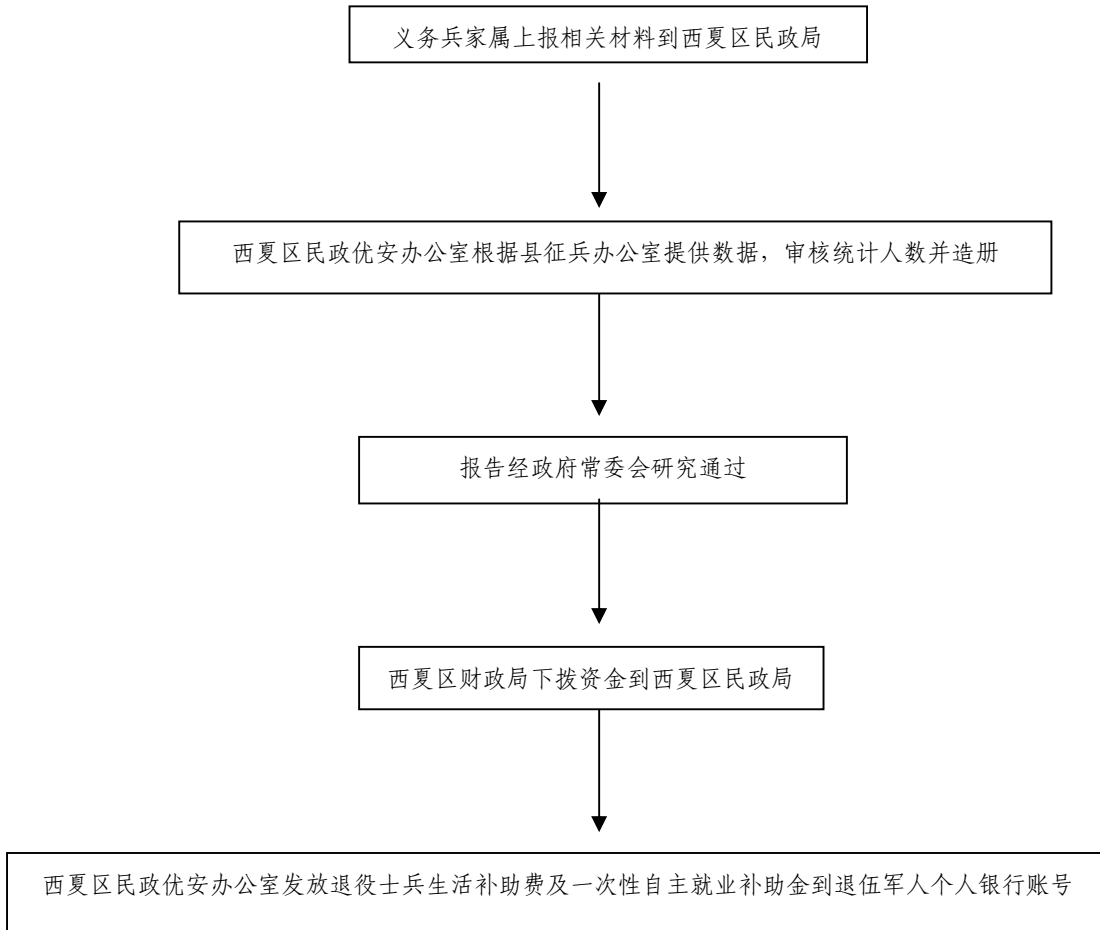 义务兵家属上报相关材料到西夏区民政局
西夏区民政优安办公室根据县征兵办公室提供数据，审核统计人数并造册
报告经政府常委会研究通过
西夏区财政局下拨资金到西夏区民政局
西夏区民政优安办公室发放退役士兵生活补助费及一次性自主就业补助金到退伍军人个人银行账号